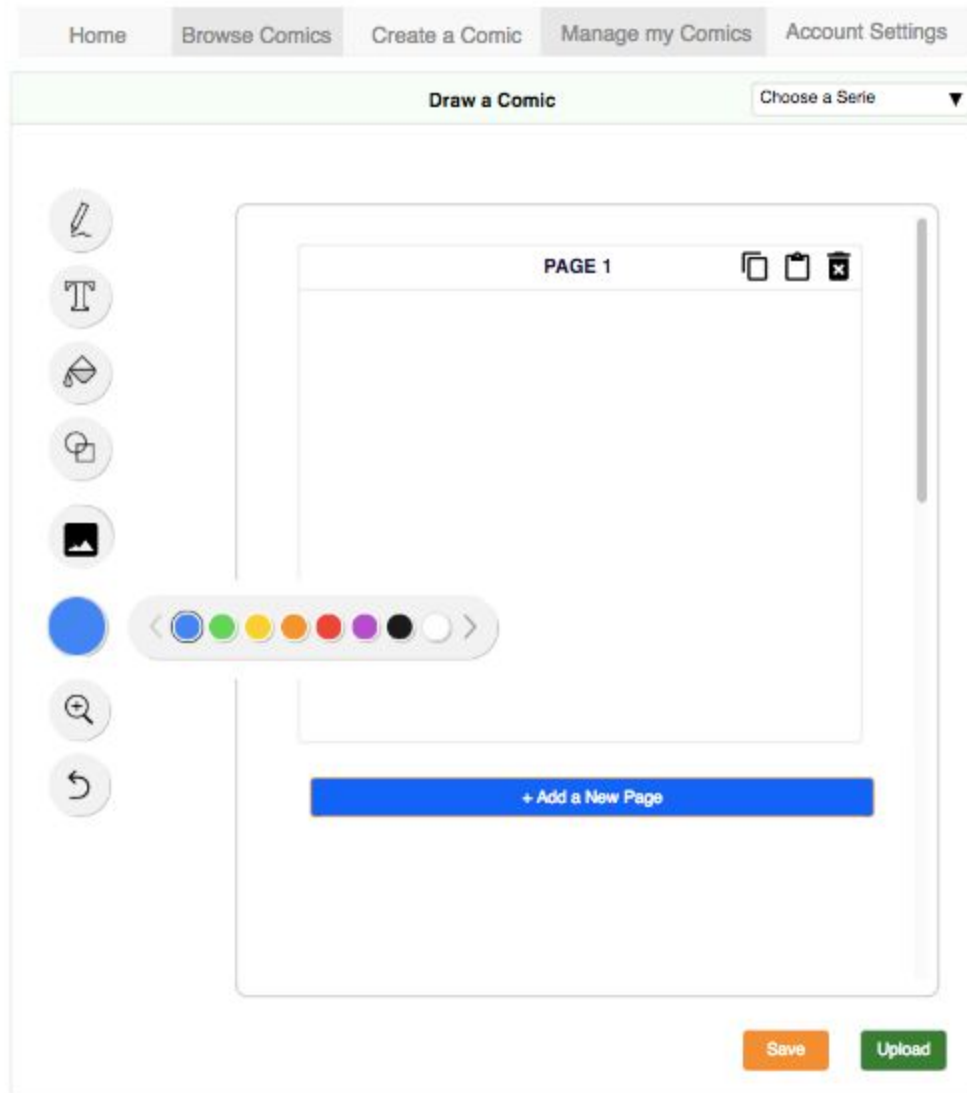 Home Browse Comics Create a Comic Manage my Comics Account Settings
Draw a Comic Choose a Serie
T
PAGE 1
+ Add a New Page
Save Upload